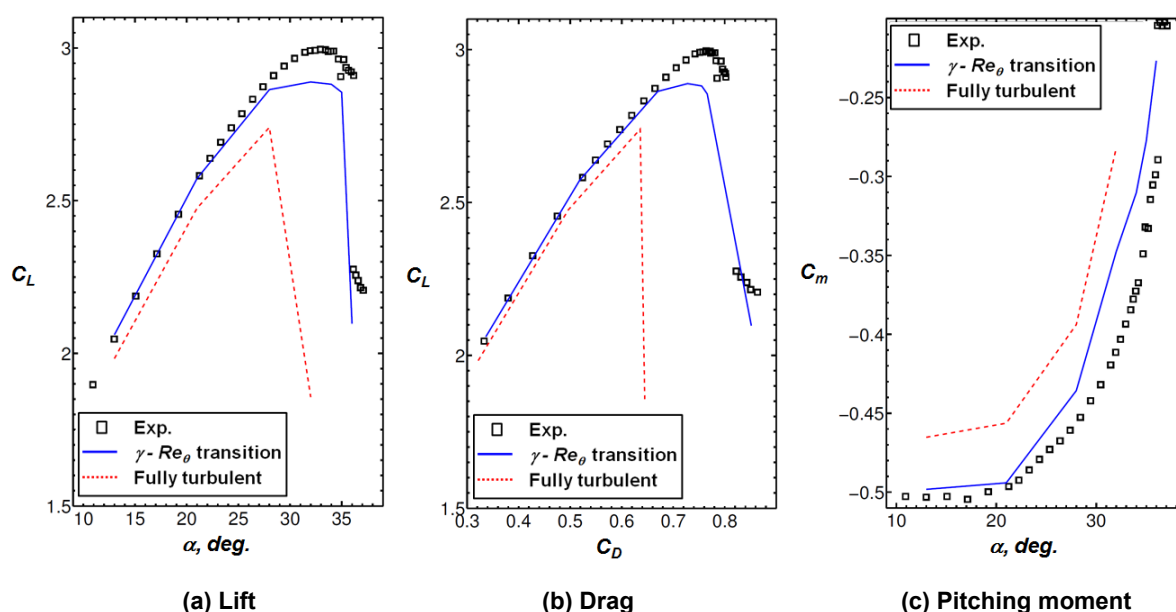 3
2.5
2
1.5
C_L
10
15
20
25
30
35
α, deg.
Exp.
γ - Re_θ transition
Fully turbulent
(a) Lift
3
2.5
2
1.5
C_L
0.3
0.4
0.5
0.6
0.7
0.8
C_D
Exp.
γ - Re_θ transition
Fully turbulent
(b) Drag
Exp.
γ - Re_θ transition
Fully turbulent
-0.25
-0.3
-0.35
-0.4
-0.45
-0.5
C_m
10
20
30
α, deg.
(c) Pitching moment